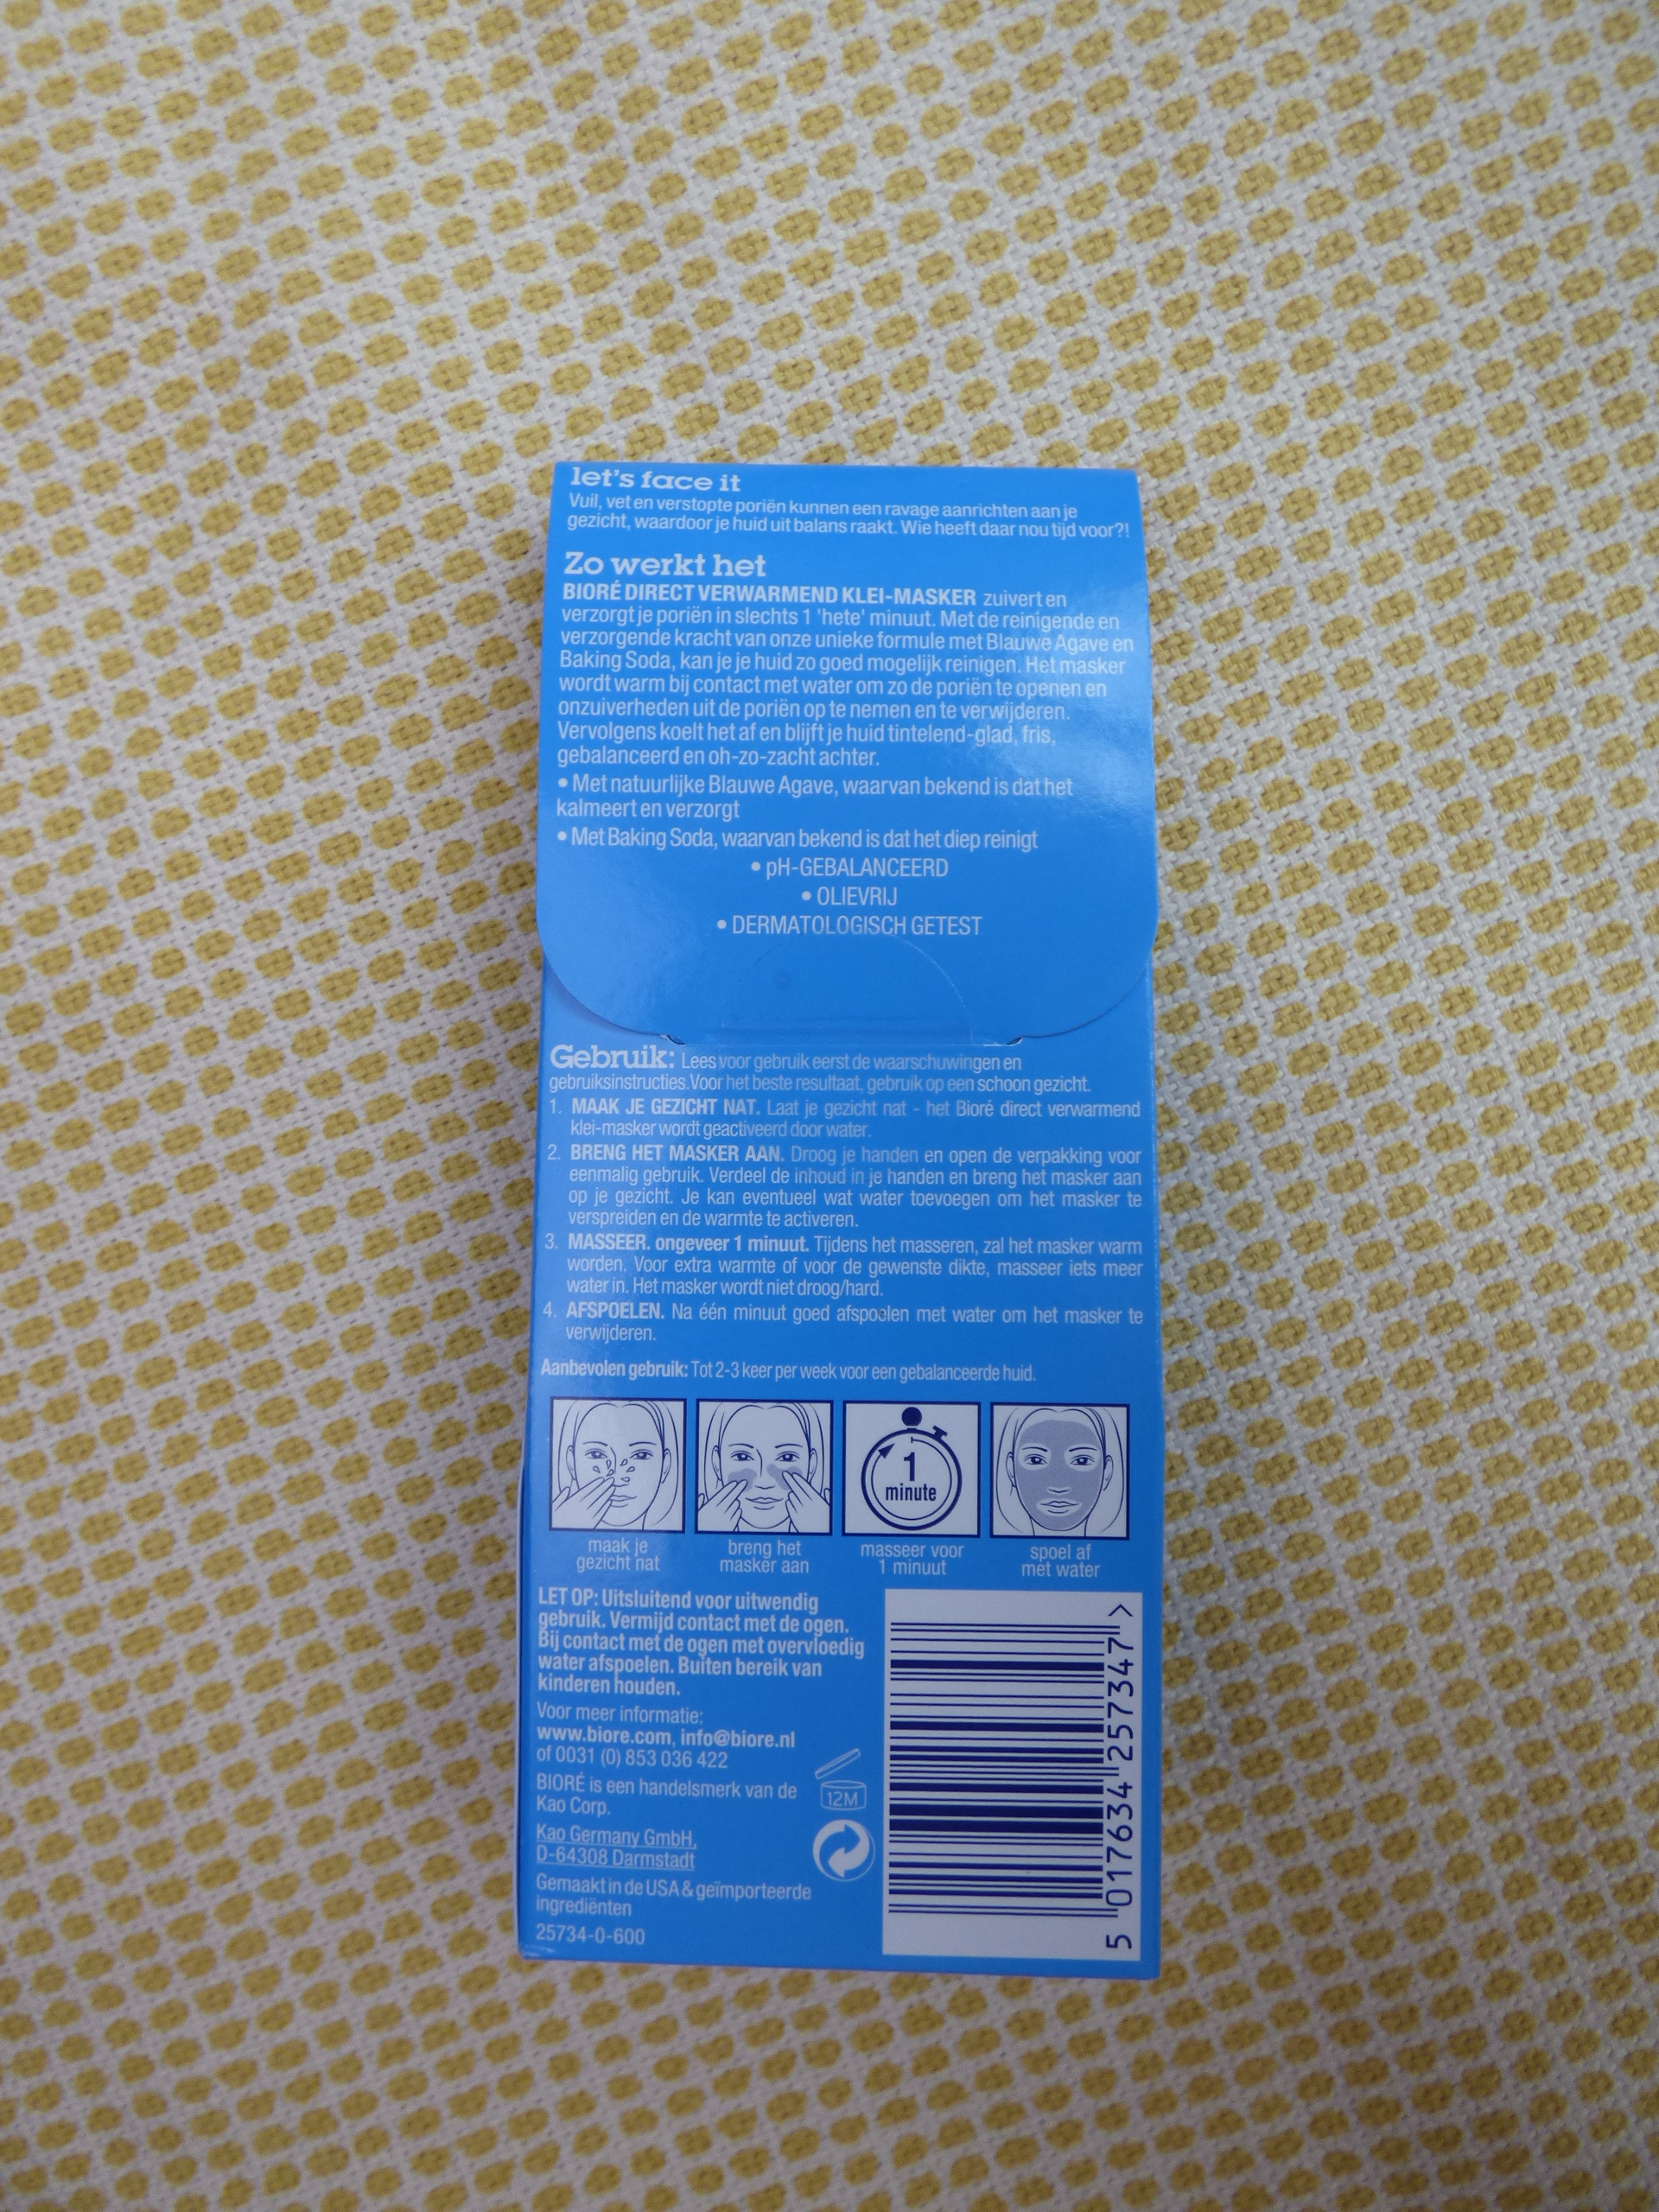 let's face it
Vuil, vet en verstopte poriën kunnen een ravage aanrichten aan je
gezicht, waardoor je huid uit balans raakt. Wie heeft daar nou tijd voor?!
Zo werkt het
BIORÉ DIRECT VERWARMEND KLEI-MASKER zuivert en
verzorgt je poriën in slechts 1 'hete' minuut. Met de reinigende en
verzorgende kracht van onze unieke formule met Blauwe Agave en
Baking Soda, kan je je huid zo goed mogelijk reinigen. Het masker
wordt warm bij contact met water om zo de poriën te openen en
onzuiverheden uit de poriën op te nemen en te verwijderen.
Vervolgens koelt het af en blijft je huid tintelend-glad, fris,
gebalanceerd en oh-zo-zacht achter.
• Met natuurlijke Blauwe Agave, waarvan bekend is dat het
kalmeert en verzorgt
• Met Baking Soda, waarvan bekend is dat het diep reinigt
• pH-GEBALANCEERD
• OLIEVRIJ
• DERMATOLOGISCH GETEST
Gebruik: Lees voor gebruik eerst de waarschuwingen en
gebruiksinstructies.Voor het beste resultaat, gebruik op een schoon gezicht.
1. MAAK JE GEZICHT NAT. Laat je gezicht nat - het Bioré direct verwarmend
klei-masker wordt geactiveerd door water.
2. BRENG HET MASKER AAN. Droog je handen en open de verpakking voor
eenmalig gebruik. Verdeel de inhoud in je handen en breng het masker aan
op je gezicht. Je kan eventueel wat water toevoegen om het masker te
verspreiden en de warmte te activeren.
3. MASSEER. ongeveer 1 minuut. Tijdens het masseren, zal het masker warm
worden. Voor extra warmte of voor de gewenste dikte, masseer iets meer
water in. Het masker wordt niet droog/hard.
4. AFSPOELEN. Na één minuut goed afspoelen met water om het masker te
verwijderen.
Aanbevolen gebruik: Tot 2-3 keer per week voor een gebalanceerde huid.
1
minute
maak je
gezicht nat
breng het
masker aan
masseer voor
1 minuut
spoel af
met water
LET OP: Uitsluitend voor uitwendig
gebruik. Vermijd contact met de ogen.
Bij contact met de ogen met overvloedig
water afspoelen. Buiten bereik van
kinderen houden.
Voor meer informatie:
www.biore.com, info@biore.nl
of 0031 (0) 853 036 422
BIORÉ is een handelsmerk van de
Kao Corp.
Kao Germany GmbH,
D-64308 Darmstadt
Gemaakt in de USA & geïmporteerde
ingrediënten
25734-0-600
12M
5 017634 257347 >